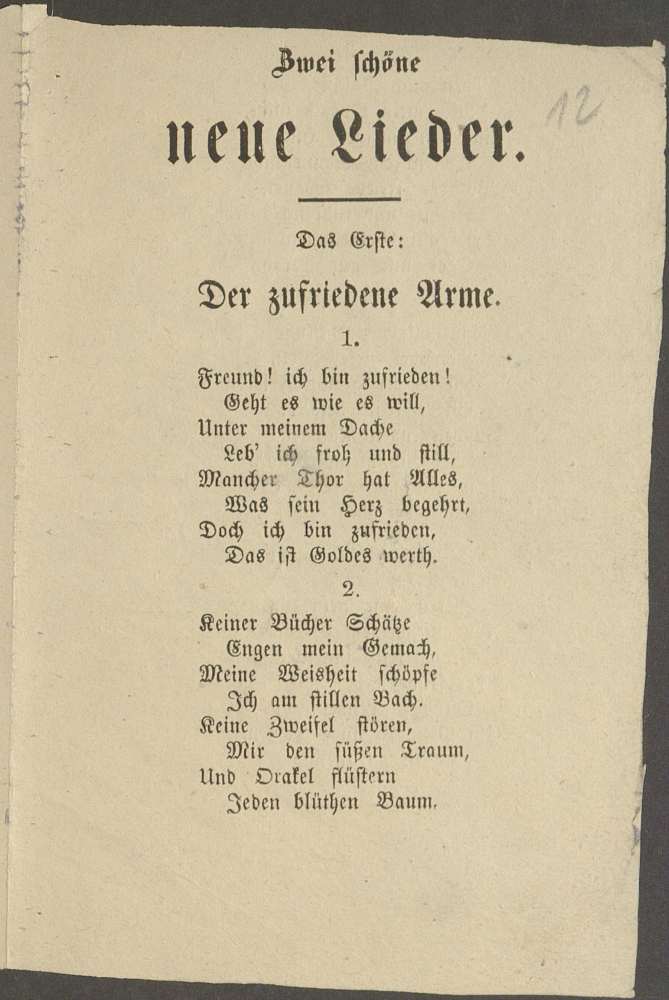 Zwei schöne
12
neue Lieder.
Das Erste:
Der zufriedene Arme.
1.
Freund! ich bin zufrieden!
Geht es wie es will,
Unter meinem Dache
Leb' ich froh und still,
Mancher Thor hat Alles,
Was sein Herz begehrt,
Doch ich bin zufrieden,
Das ist Goldes werth.
2.
Keiner Bücher Schätze
Engen mein Gemach,
Meine Weisheit schöpfe
Ich am stillen Bach.
Keine Zweifel stören,
Mir den süßen Traum,
Und Orakel flüstern
Jeden blüthen Baum.